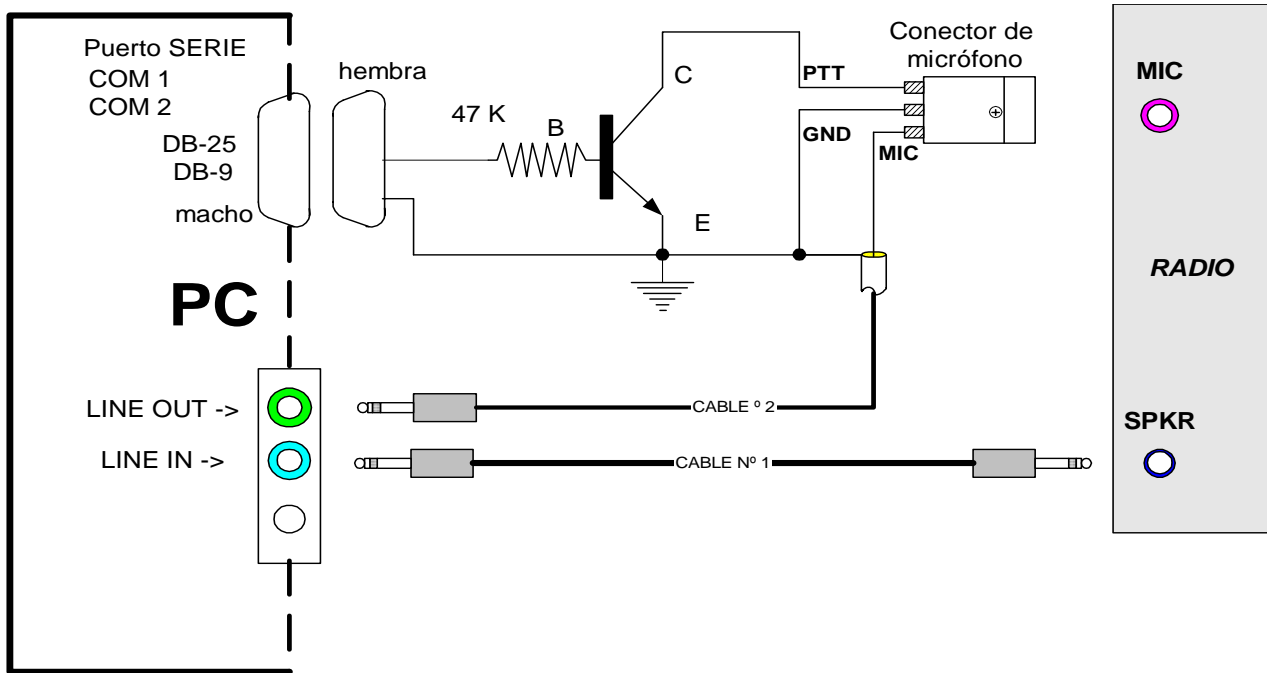 Puerto SERIE
COM 1
COM 2
DB-25
DB-9
macho
hembra
47 K
B
C
E
PTT
GND
MIC
Conector de
micrófono
MIC
RADIO
SPKR
PC
LINE OUT ->
LINE IN ->
CABLE º 2
CABLE Nº 1